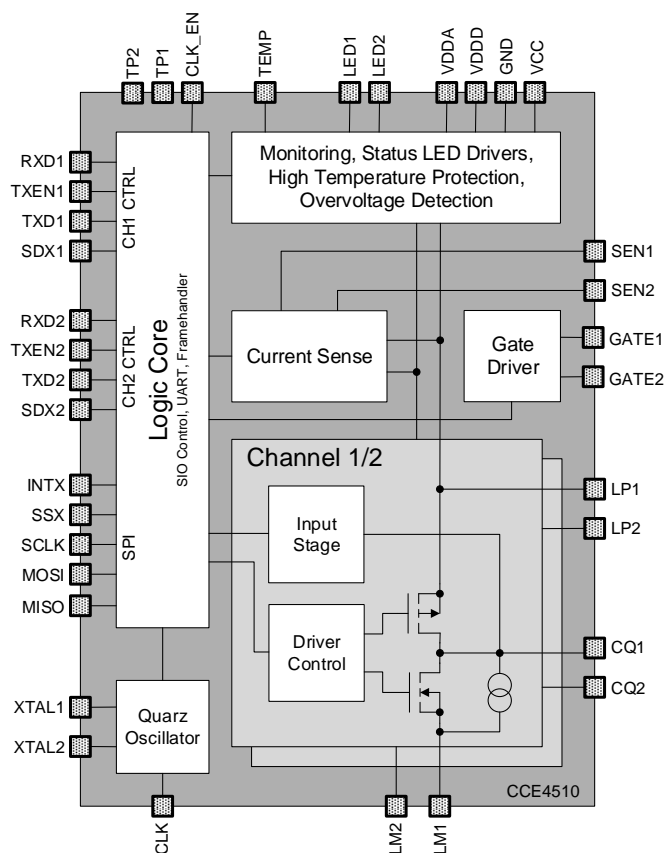 TP2
TP1
CLK_EN
TEMP
LED1
LED2
VDDA
VDDD
GND
VCC
RXD1
TXEN1
TXD1
SDX1
CH1 CTRL
Monitoring, Status LED Drivers,
High Temperature Protection,
Overvoltage Detection
SEN1
SEN2
RXD2
TXEN2
TXD2
SDX2
CH2 CTRL
Logic Core
SIO Control, UART, Framehandler
Current Sense
Gate
Driver
GATE1
GATE2
Channel 1/2
LP1
LP2
INTX
SSX
SCLK
MOSI
MISO
SPI
Input
Stage
Driver
Control
CQ1
CQ2
XTAL1
XTAL2
Quarz
Oscillator
CCE4510
CLK
LM2
LM1